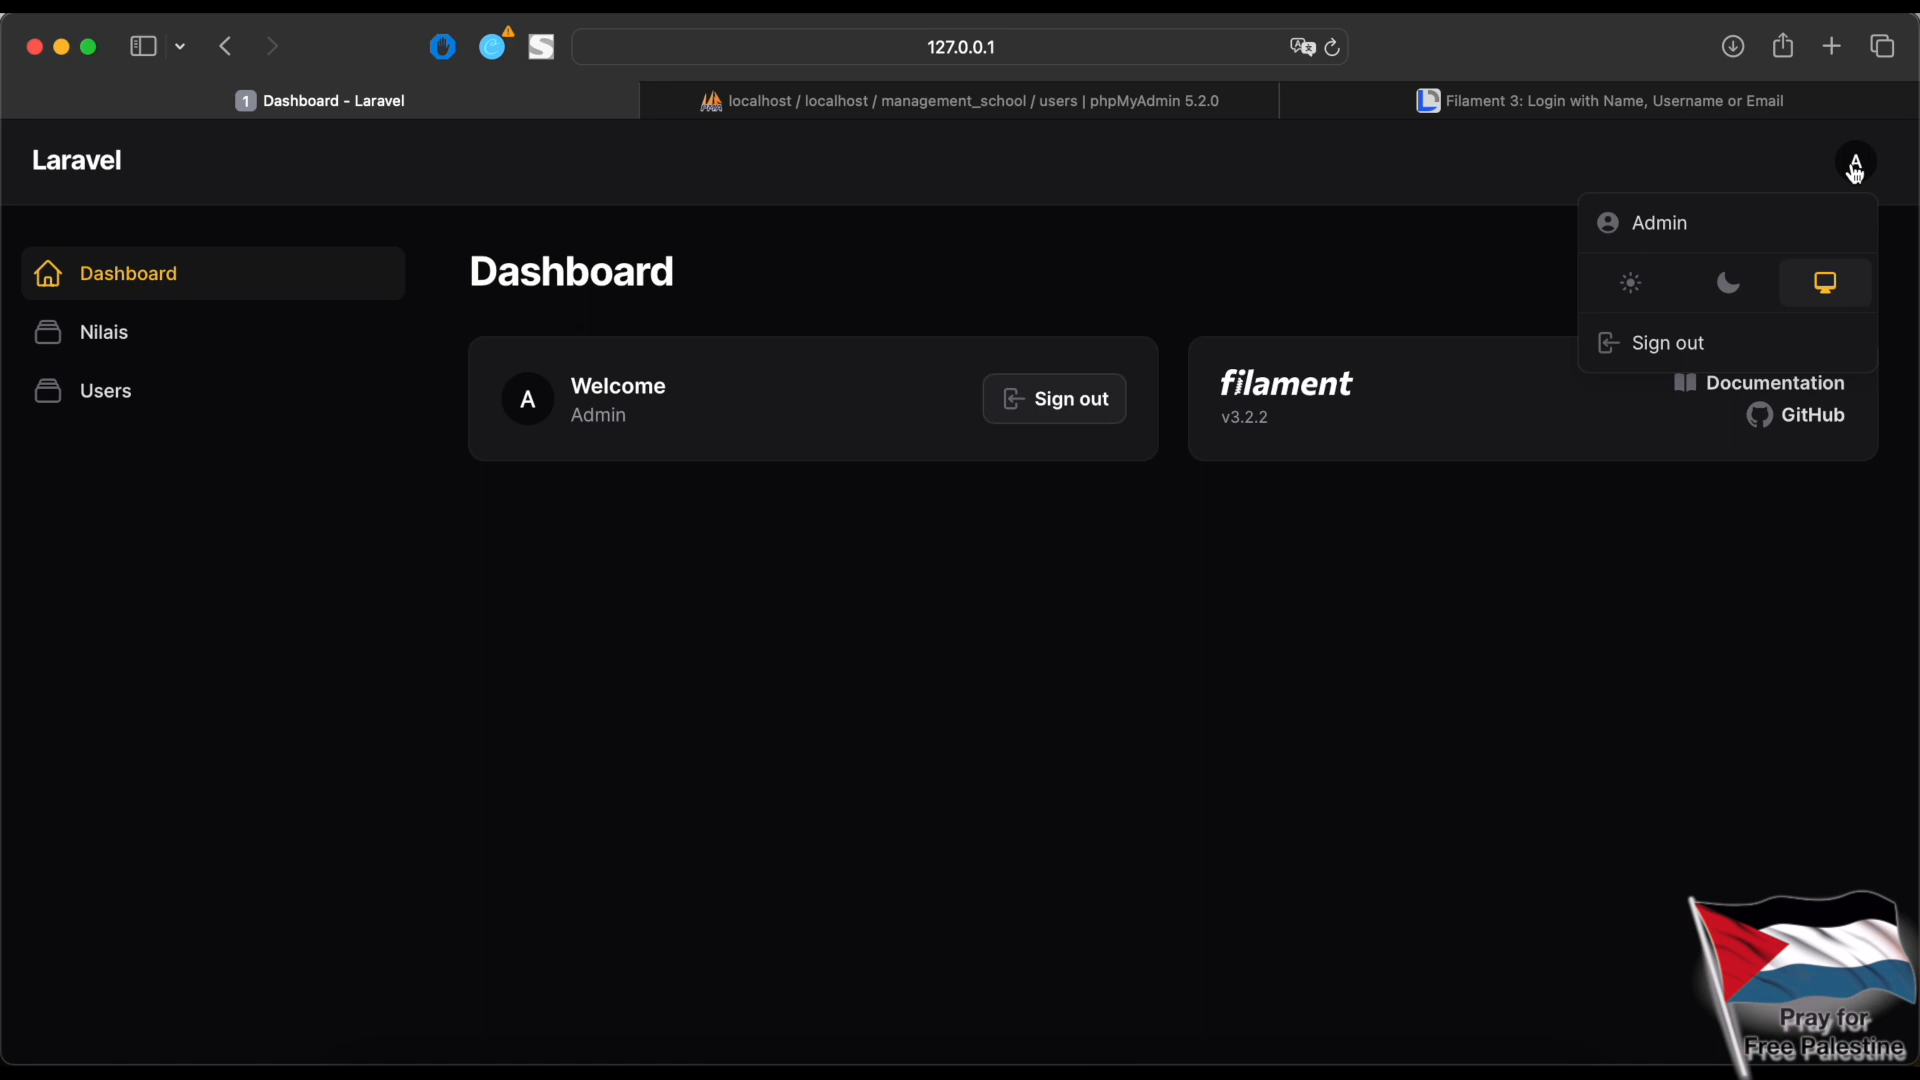 127.0.0.1
1 Dashboard - Laravel
localhost / localhost / management_school / users | phpMyAdmin 5.2.0
Filament 3: Login with Name, Username or Email
Laravel
A
Admin
Dashboard
Nilais
Users
Dashboard
Sign out
A
Welcome
Admin
Sign out
filament
v3.2.2
Documentation
GitHub
Pray for
Free Palestine